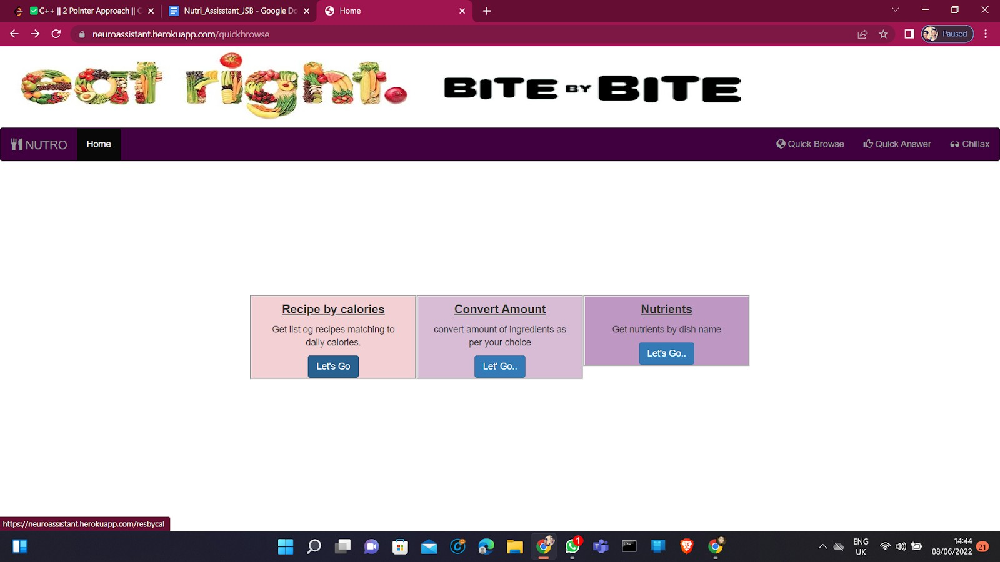 C++ || 2 Pointer Approach ||
Nutri_Assisstant_JSB - Google Do
Home
neuroassistant.herokuapp.com/quickbrowse
Paused
eat right.
BITE BY BITE
NUTRO
Home
Quick Browse
Quick Answer
Chillax
Recipe by calories
Get list og recipes matching to
daily calories.
Let's Go
Convert Amount
convert amount of ingredients as
per your choice
Let' Go..
Nutrients
Get nutrients by dish name
Let's Go..
https://neuroassistant.herokuapp.com/resbycal
1
ENG
UK
14:44
08/06/2022
21